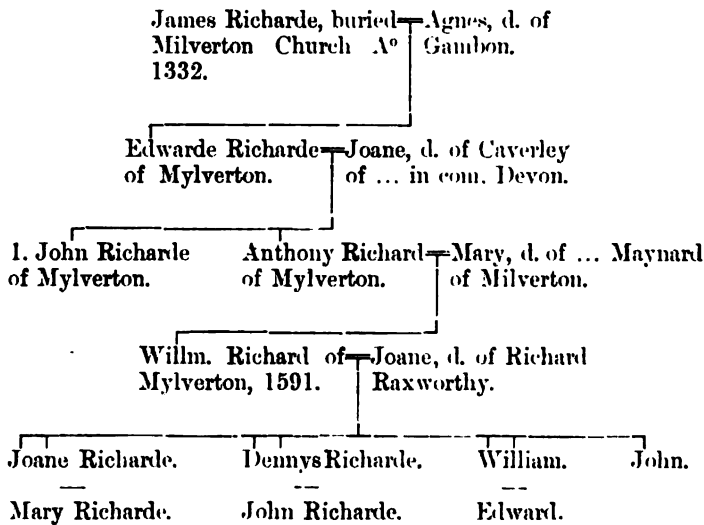 James Richarde, buried
Milverton Church Aº
1332.
Agnes, d. of
Gambon.
Edwarde Richarde
of Mylverton.
Joane, d. of Caverley
of ... in com. Devon.
1. John Richarde
of Mylverton.
Anthony Richard
of Mylverton.
Mary, d. of ... Maynard
of Milverton.
Willm. Richard of
Mylverton, 1591.
Joane, d. of Richard
Raxworthy.
Joane Richarde.
Dennys Richarde.
William.
John.
Mary Richarde.
John Richarde.
Edward.